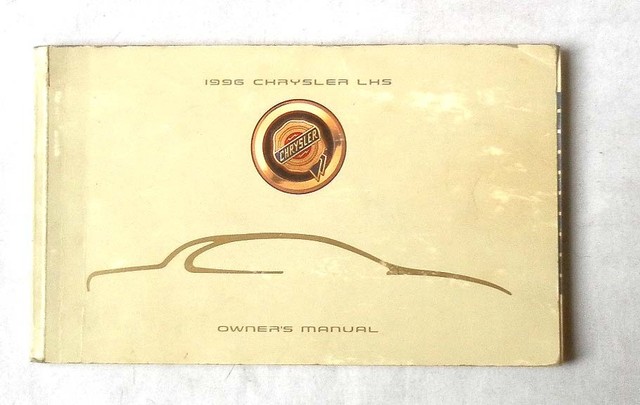 1996 CHRYSLER LHS
CHRYSLER
OWNER'S MANUAL